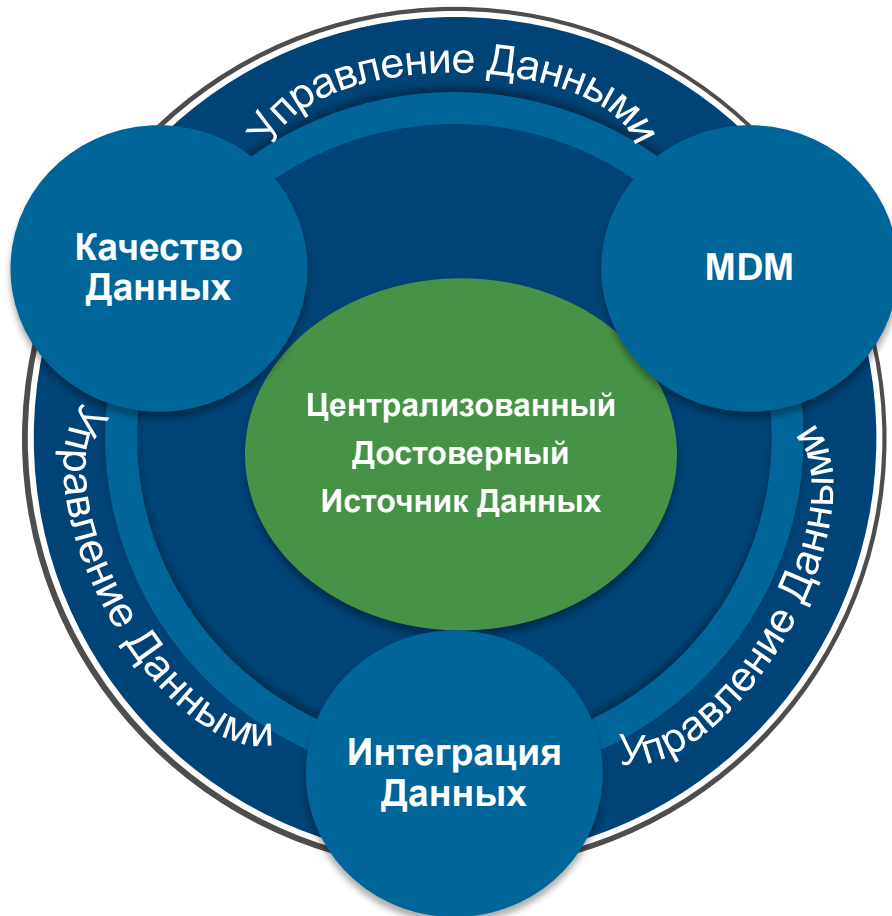 Управление Данными
Качество
Данных
MDM
Централизованный
Достоверный
Источник Данных
Управление Данными
Управление Данными
Интеграция
Данных